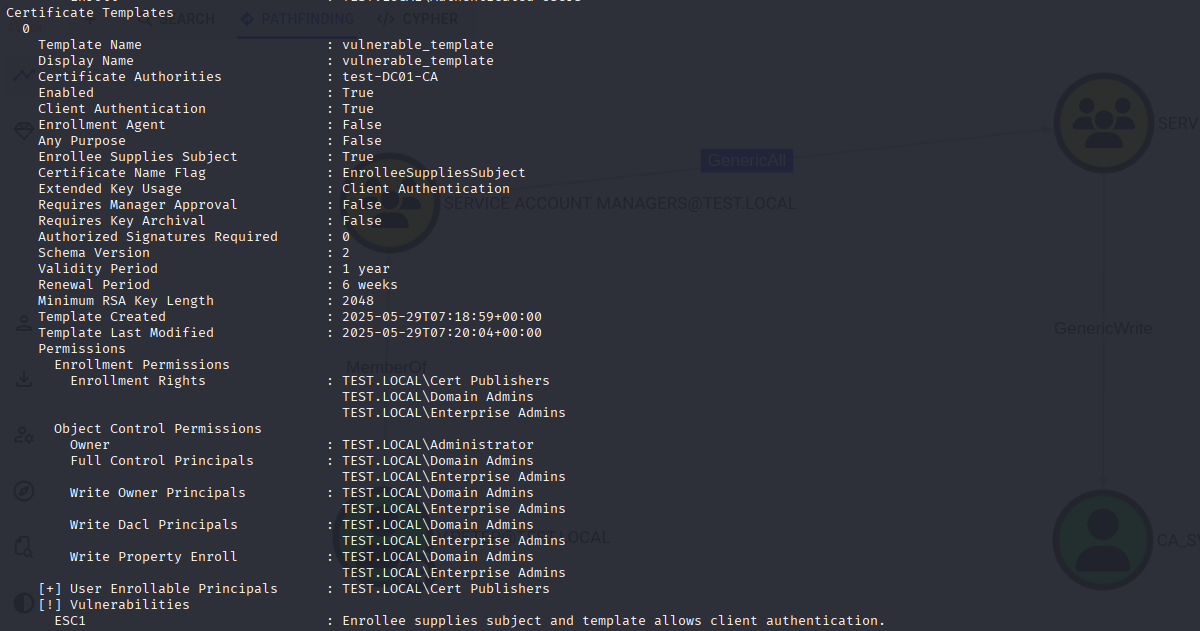 Certificate Templates
SEARCH PATHFINDING </> CYPHER
0
Template Name : vulnerable_template
Display Name : vulnerable_template
Certificate Authorities : test-DC01-CA
Enabled : True
Client Authentication : True
Enrollment Agent : False
Any Purpose : False
Enrollee Supplies Subject : True
Certificate Name Flag : EnrolleeSuppliesSubject
Extended Key Usage : Client Authentication
Requires Manager Approval : False
Requires Key Archival : False
Authorized Signatures Required : 0
Schema Version : 2
Validity Period : 1 year
Renewal Period : 6 weeks
Minimum RSA Key Length : 2048
Template Created : 2025-05-29T07:18:59+00:00
Template Last Modified : 2025-05-29T07:20:04+00:00
Permissions
Enrollment Permissions
Enrollment Rights : TEST.LOCAL\Cert Publishers
TEST.LOCAL\Domain Admins
TEST.LOCAL\Enterprise Admins
Object Control Permissions
Owner : TEST.LOCAL\Administrator
Full Control Principals : TEST.LOCAL\Domain Admins
TEST.LOCAL\Enterprise Admins
Write Owner Principals : TEST.LOCAL\Domain Admins
TEST.LOCAL\Enterprise Admins
Write Dacl Principals : TEST.LOCAL\Domain Admins
TEST.LOCAL\Enterprise Admins
Write Property Enroll : TEST.LOCAL\Domain Admins
TEST.LOCAL\Enterprise Admins
[+] User Enrollable Principals : TEST.LOCAL\Cert Publishers
[!] Vulnerabilities
ESC1 : Enrollee supplies subject and template allows client authentication.
GenericAll
SERVICE ACCOUNT MANAGERS@TEST.LOCAL
SERV
GenericWrite
MemberOf
LOCAL
CA_S